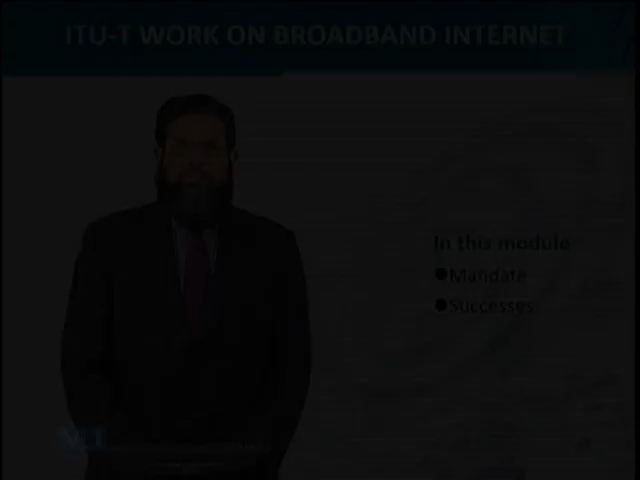 ITU-T WORK ON BROADBAND INTERNET
In this module
●Mandate
●Successes